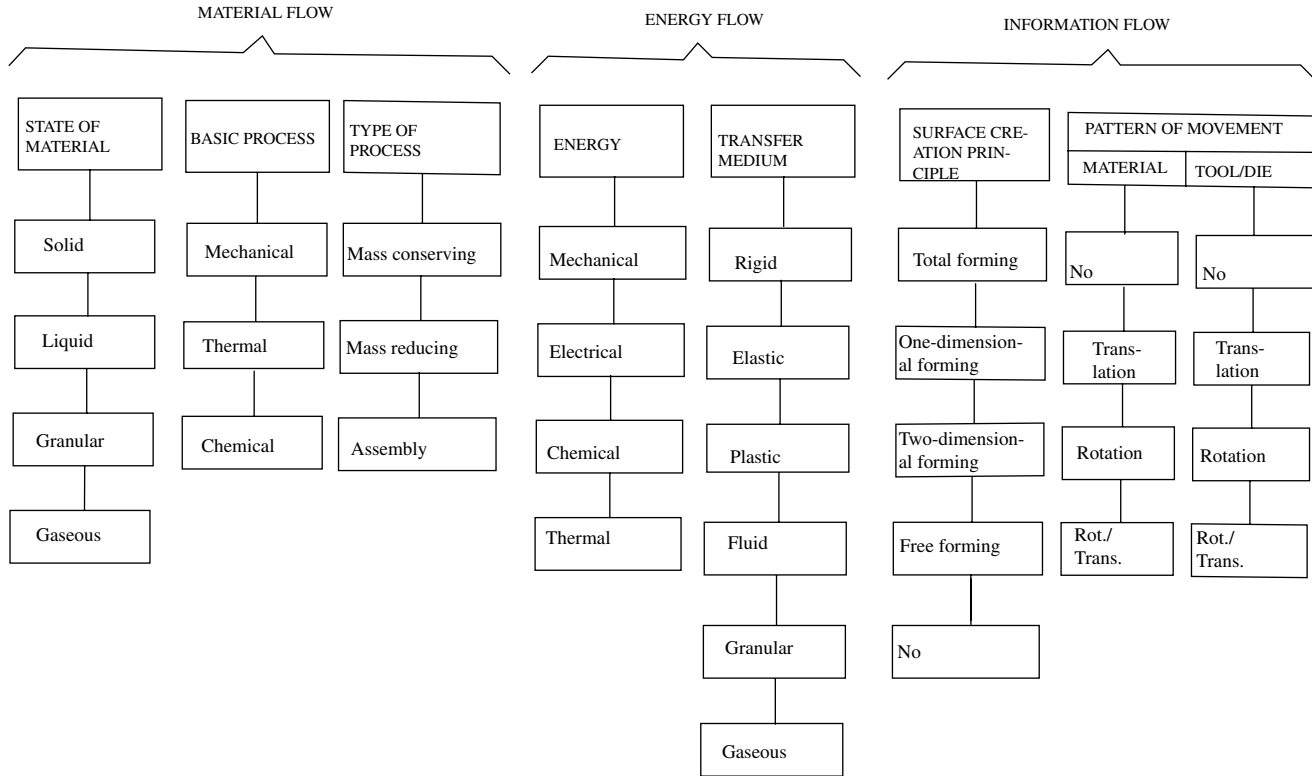 MATERIAL FLOW
STATE OF
MATERIAL
Solid
Liquid
Granular
Gaseous
BASIC PROCESS
Mechanical
Thermal
Chemical
TYPE OF
PROCESS
Mass conserving
Mass reducing
Assembly
ENERGY FLOW
ENERGY
Mechanical
Electrical
Chemical
Thermal
TRANSFER
MEDIUM
Rigid
Elastic
Plastic
Fluid
Granular
Gaseous
INFORMATION FLOW
SURFACE CRE-
ATION PRIN-
CIPLE
Total forming
One-dimension-
al forming
Two-dimension-
al forming
Free forming
No
PATTERN OF MOVEMENT
MATERIAL
No
Trans-
lation
Rotation
Rot./
Trans.
TOOL/DIE
No
Trans-
lation
Rotation
Rot./
Trans.